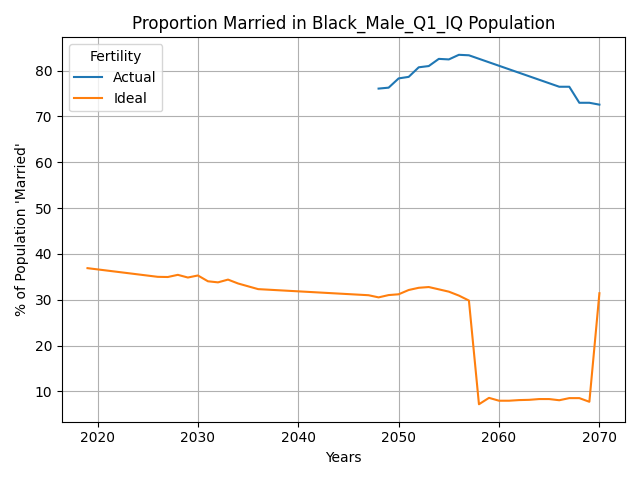 Proportion Married in Black_Male_Q1_IQ Population
Fertility
Actual
Ideal
% of Population 'Married'
80
70
60
50
40
30
20
10
2020 2030 2040 2050 2060 2070
Years